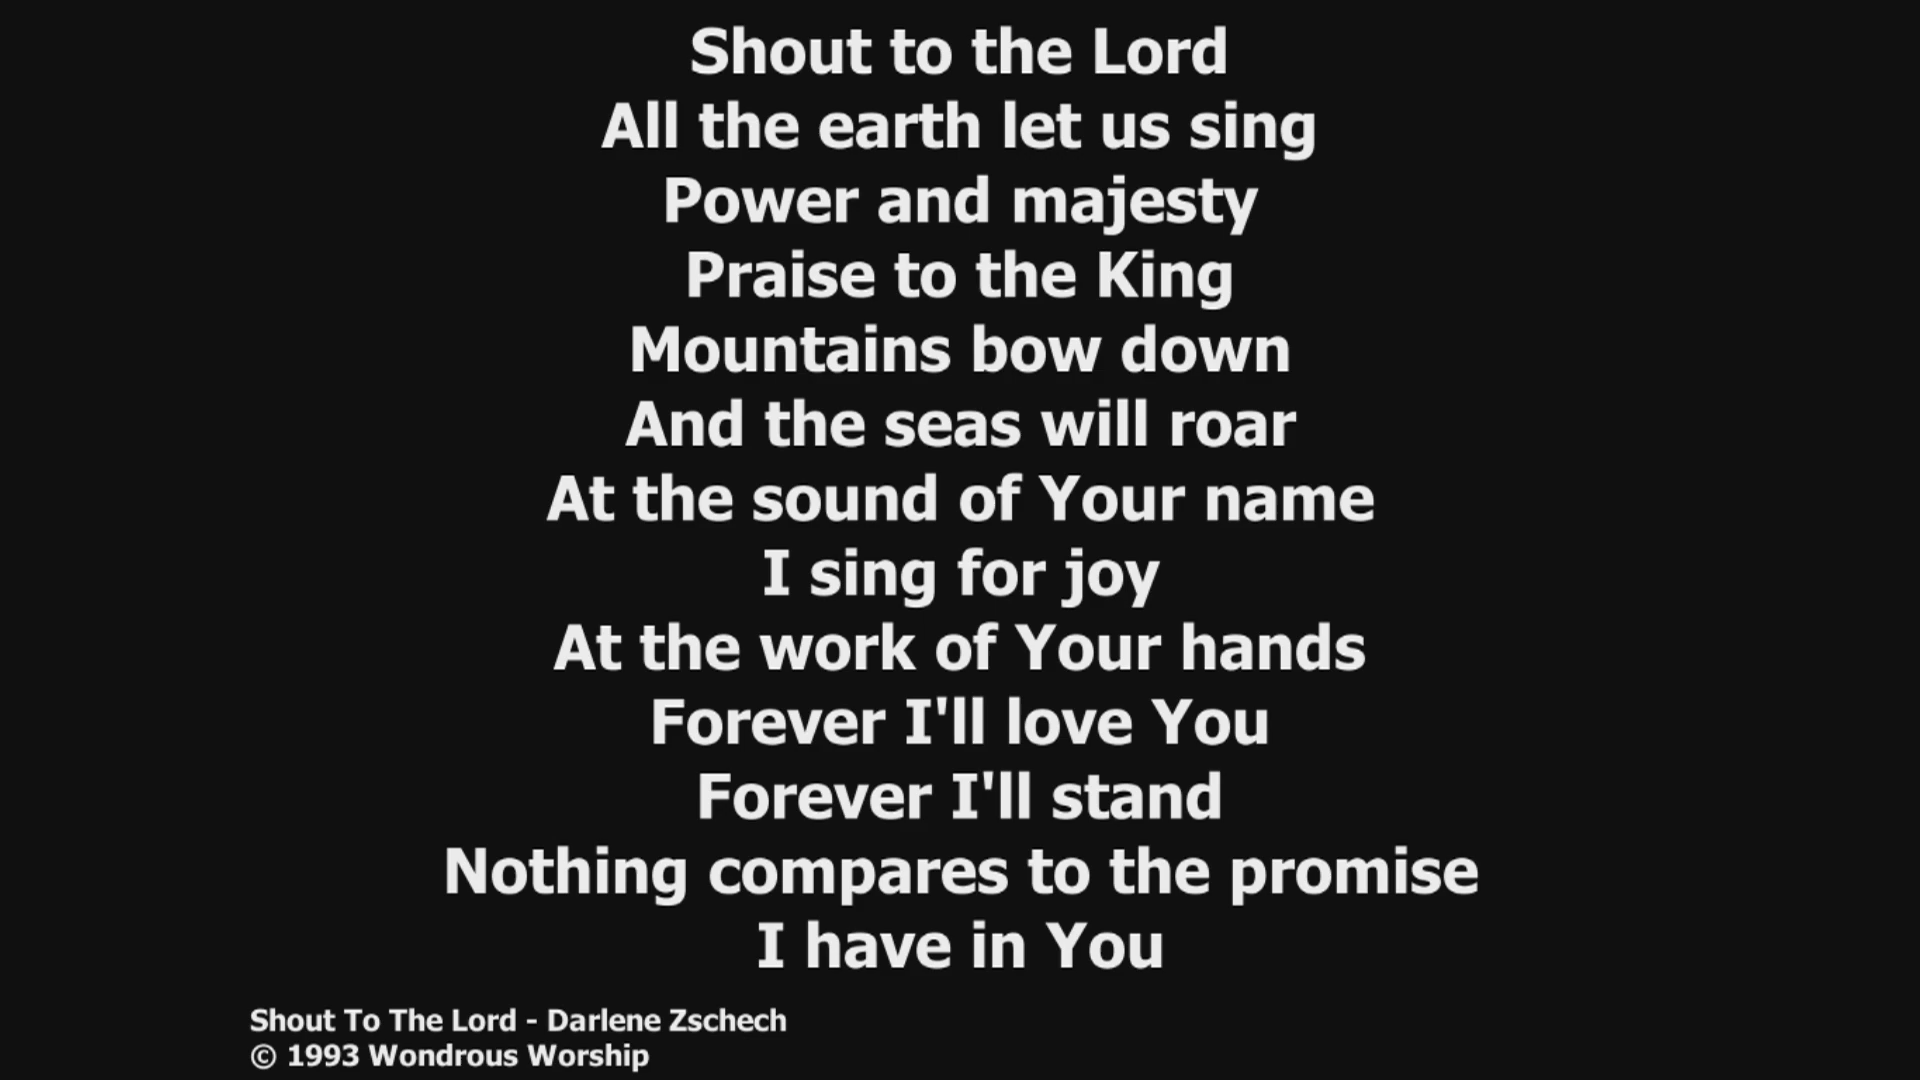 Shout to the Lord
All the earth let us sing
Power and majesty
Praise to the King
Mountains bow down
And the seas will roar
At the sound of Your name
I sing for joy
At the work of Your hands
Forever I'll love You
Forever I'll stand
Nothing compares to the promise
I have in You
Shout To The Lord - Darlene Zschech
© 1993 Wondrous Worship